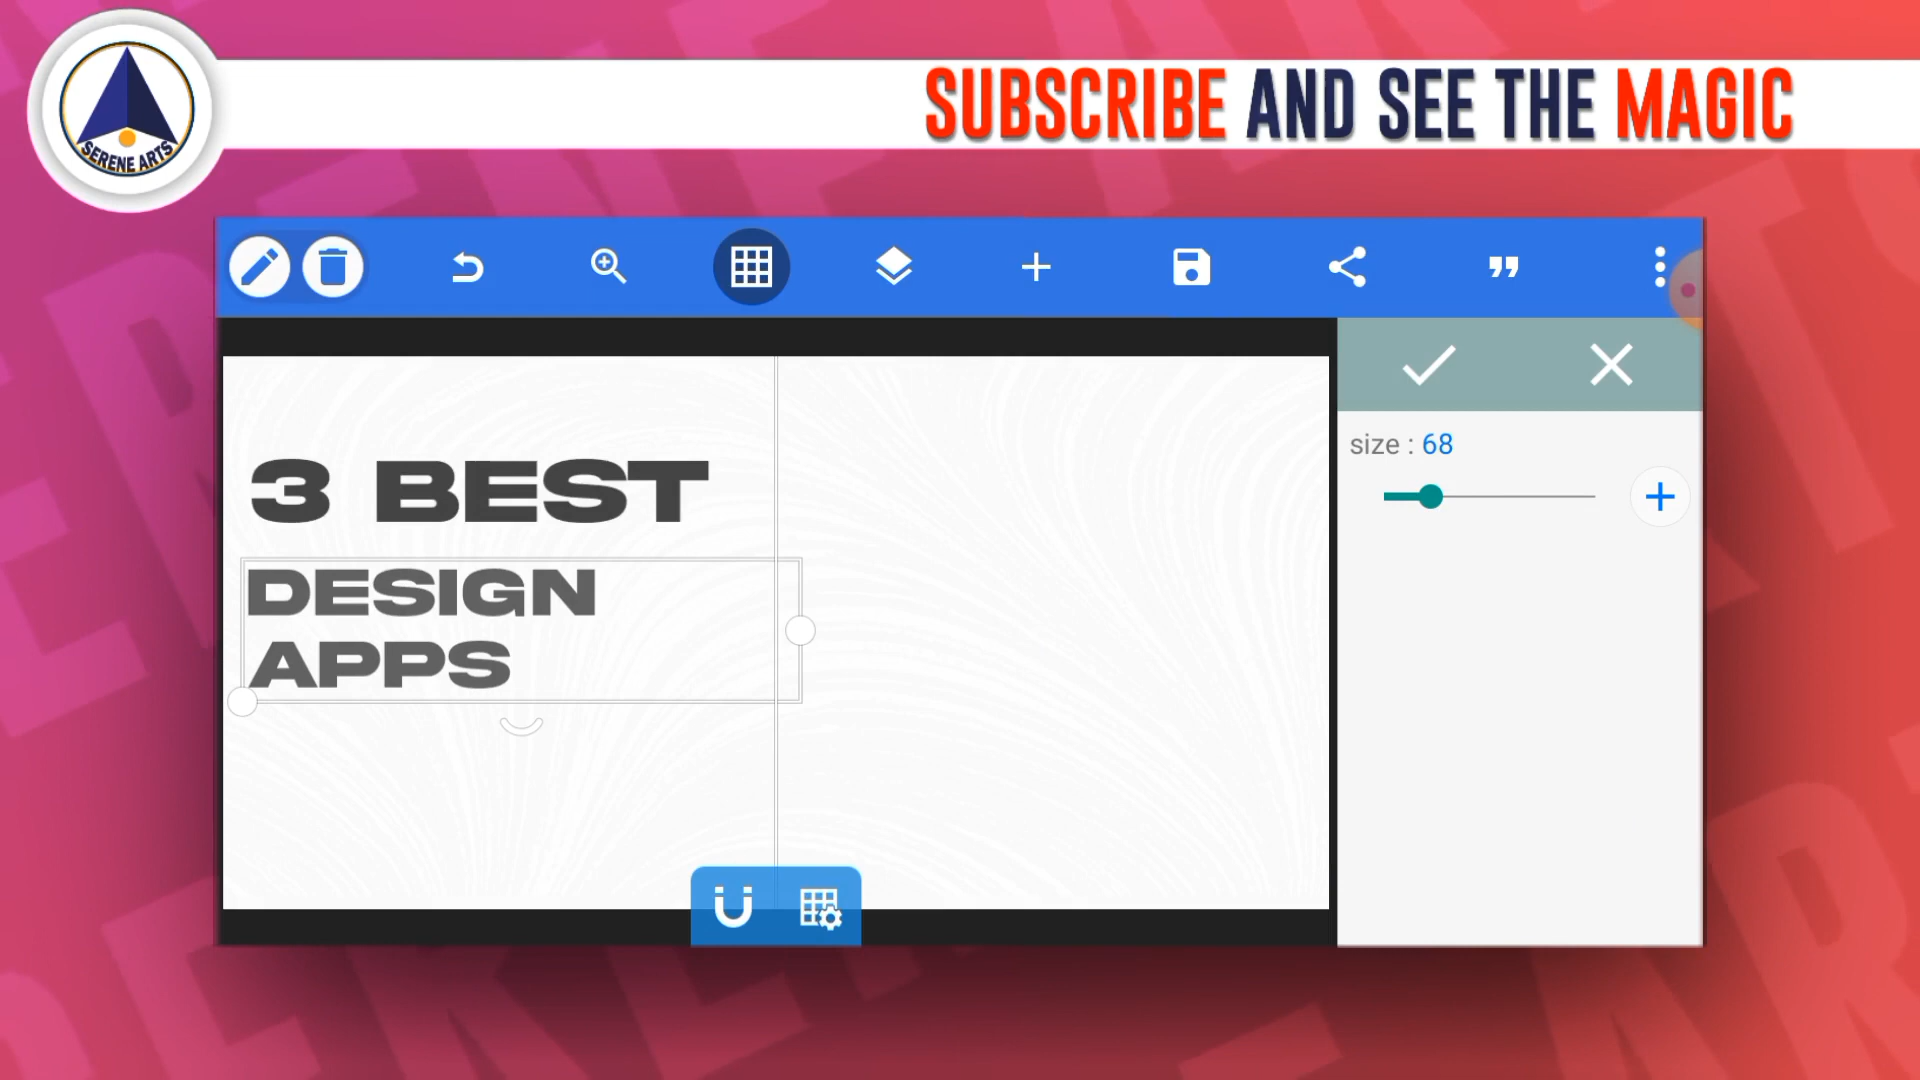 SUBSCRIBE AND SEE THE MAGIC
SERENE ARTS
size : 68
3 BEST
DESIGN
APPS